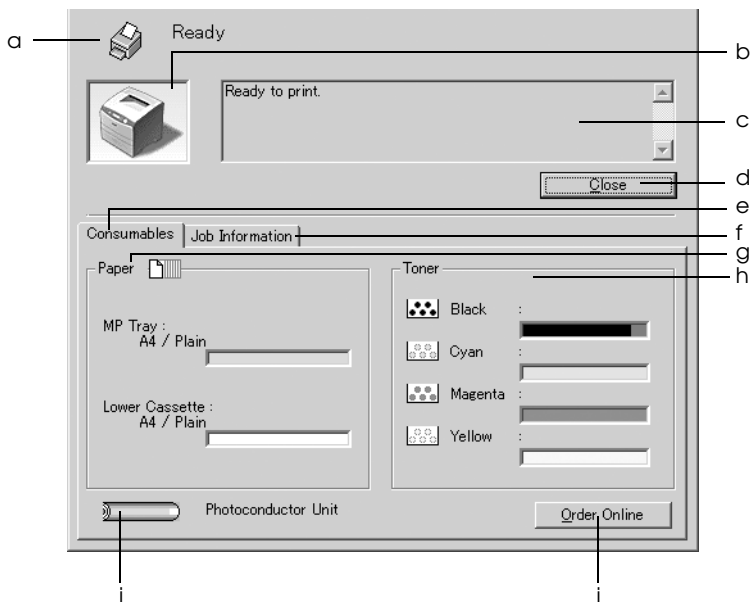 a
Ready
b
Ready to print.
c
Close
d
e
Consumables
Job Information
f
g
Paper
Toner
h
MP Tray :
A4 / Plain
Black :
Cyan :
Lower Cassette :
A4 / Plain
Magenta :
Yellow :
Photoconductor Unit
Order Online
i
j